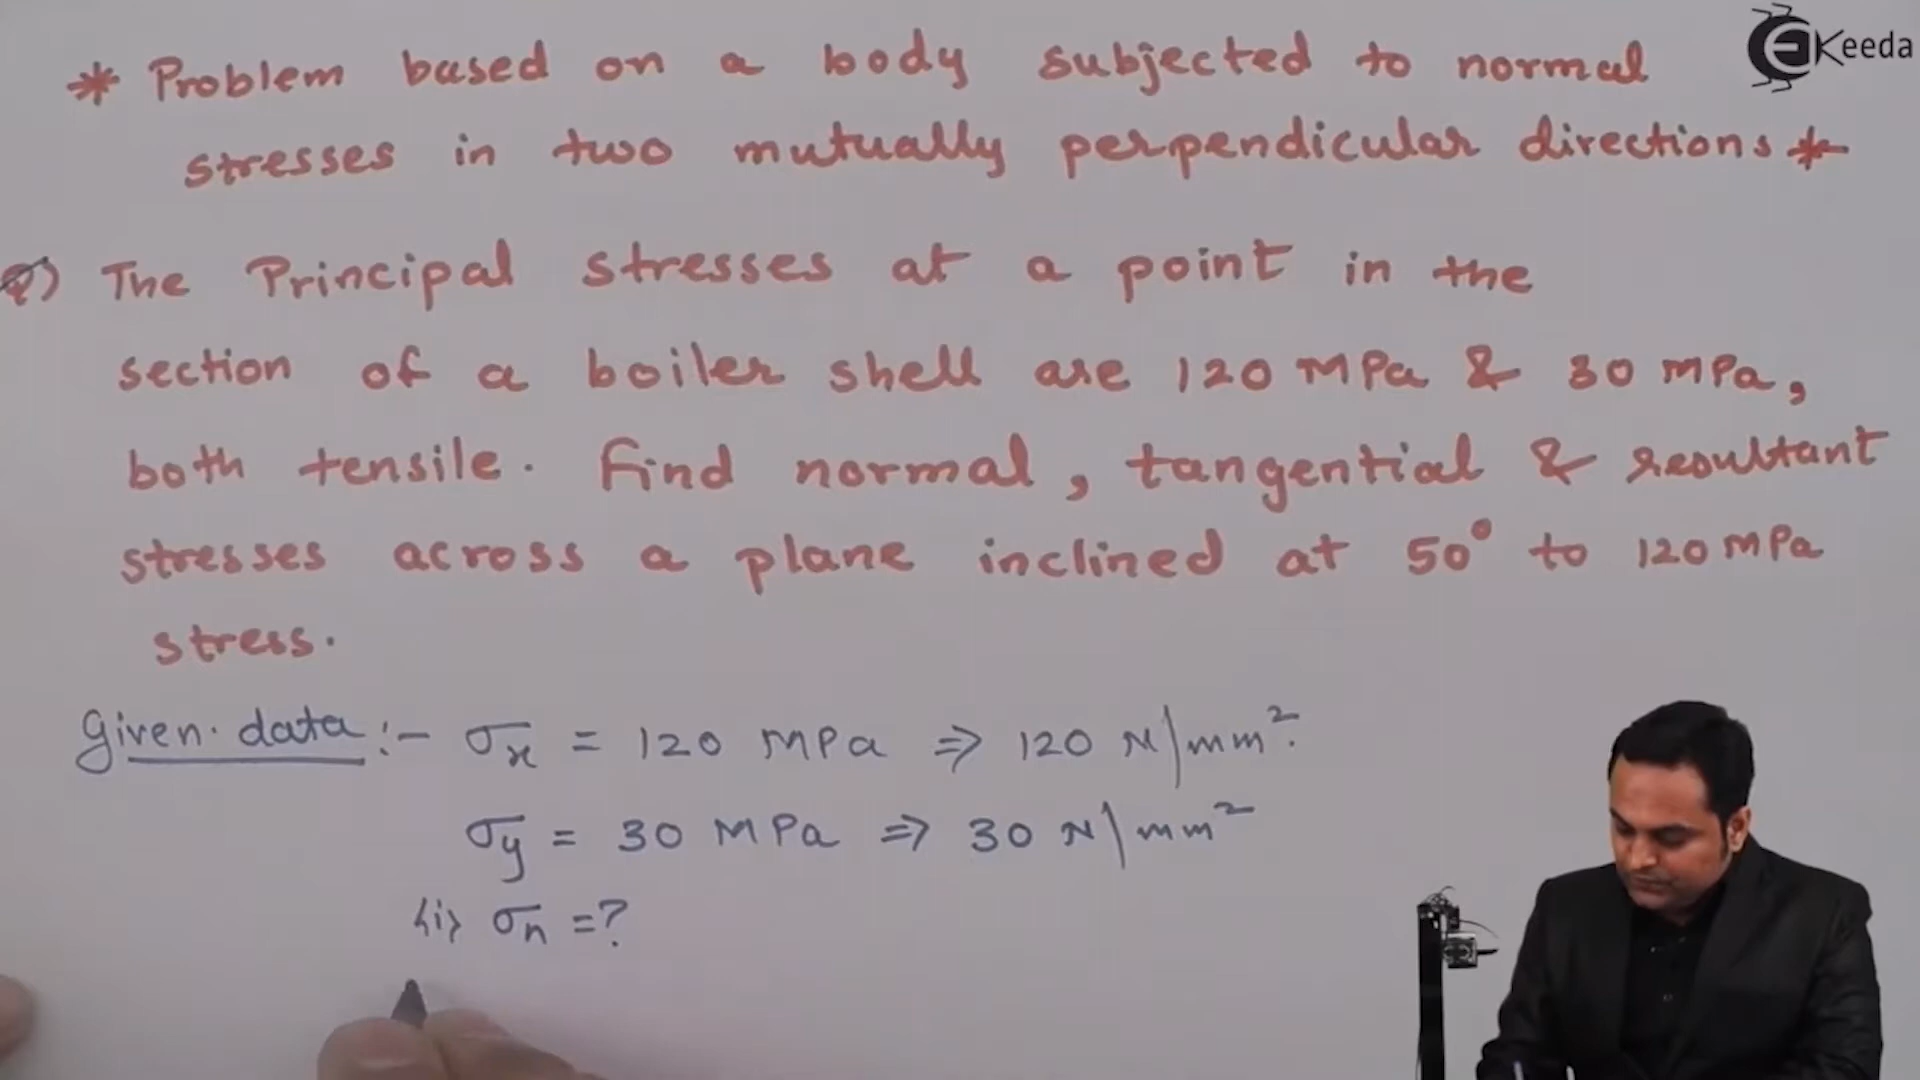 Keeda
* Problem based on a body subjected to normal
stresses in two mutually perpendicular directions *
Q) The Principal stresses at a point in the
section of a boiler shell are 120 MPa & 30 MPa,
both tensile. Find normal, tangential & resultant
stresses across a plane inclined at 50° to 120 MPa
stress.
Given data :- σx = 120 MPa ⇒ 120 N/mm².
σy = 30 MPa ⇒ 30 N/mm²
(i) σn = ?